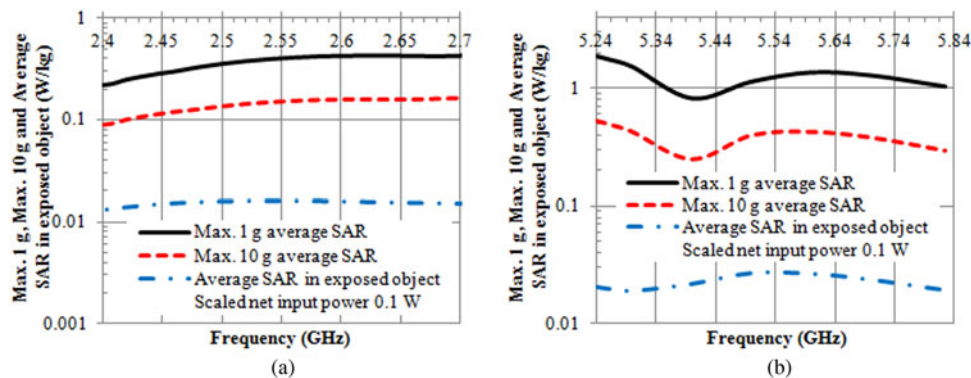 Max. 1 g, Max. 10 g and Average
SAR in exposed object (W/kg)
1
0.1
0.01
0.001
2.4 2.45 2.5 2.55 2.6 2.65 2.7
Max. 1 g average SAR
Max. 10 g average SAR
Average SAR in exposed object
Scaled net input power 0.1 W
Frequency (GHz)
(a)
Max. 1 g, Max. 10 g and Average
SAR in exposed object (W/kg)
1
0.1
0.01
5.24 5.34 5.44 5.54 5.64 5.74 5.84
Max. 1 g average SAR
Max. 10 g average SAR
Average SAR in exposed object
Scaled net input power 0.1 W
Frequency (GHz)
(b)